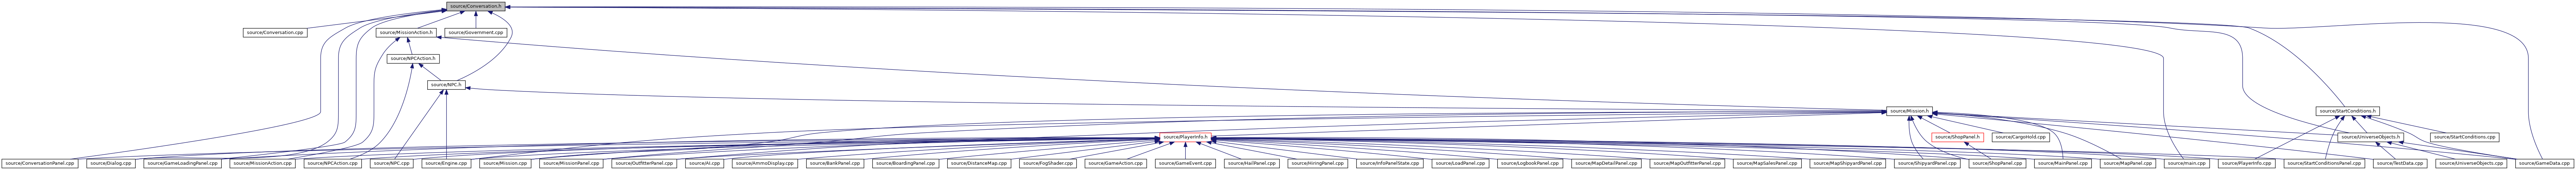 source/Conversation.h
source/Conversation.cpp
source/MissionAction.h
source/Government.cpp
source/NPCAction.h
source/NPC.h
source/Mission.h
source/StartConditions.h
source/PlayerInfo.h
source/ShopPanel.h
source/CargoHold.cpp
source/UniverseObjects.h
source/StartConditions.cpp
source/ConversationPanel.cpp
source/Dialog.cpp
source/GameLoadingPanel.cpp
source/MissionAction.cpp
source/NPCAction.cpp
source/NPC.cpp
source/Engine.cpp
source/Mission.cpp
source/MissionPanel.cpp
source/OutfitterPanel.cpp
source/AI.cpp
source/AmmoDisplay.cpp
source/BankPanel.cpp
source/BoardingPanel.cpp
source/DistanceMap.cpp
source/FogShader.cpp
source/GameAction.cpp
source/GameEvent.cpp
source/HailPanel.cpp
source/HiringPanel.cpp
source/InfoPanelState.cpp
source/LoadPanel.cpp
source/LogbookPanel.cpp
source/MapDetailPanel.cpp
source/MapOutfitterPanel.cpp
source/MapSalesPanel.cpp
source/MapShipyardPanel.cpp
source/ShipyardPanel.cpp
source/ShopPanel.cpp
source/MainPanel.cpp
source/MapPanel.cpp
source/main.cpp
source/PlayerInfo.cpp
source/StartConditionsPanel.cpp
source/TestData.cpp
source/UniverseObjects.cpp
source/GameData.cpp